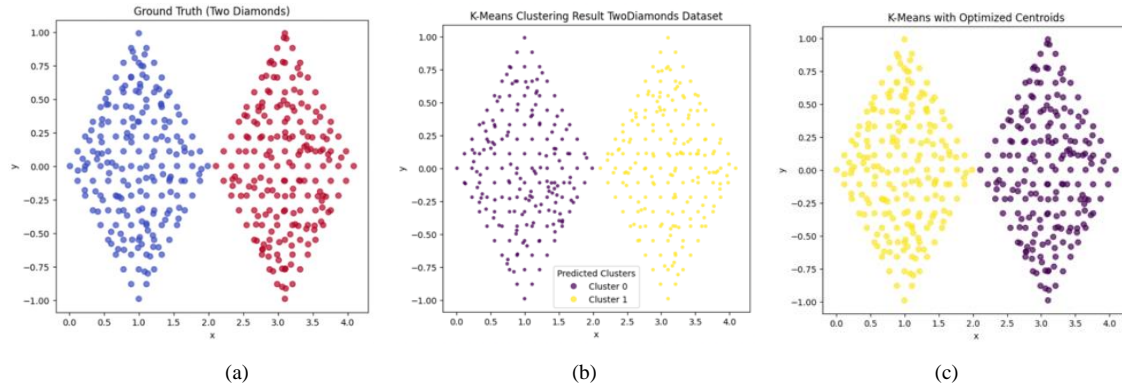 Ground Truth (Two Diamonds)
1.00
0.75
0.50
0.25
0.00
-0.25
-0.50
-0.75
-1.00
y
0.0 0.5 1.0 1.5 2.0 2.5 3.0 3.5 4.0
x
(a)
K-Means Clustering Result TwoDiamonds Dataset
1.00
0.75
0.50
0.25
0.00
-0.25
-0.50
-0.75
-1.00
y
Predicted Clusters
Cluster 0
Cluster 1
0.0 0.5 1.0 1.5 2.0 2.5 3.0 3.5 4.0
x
(b)
K-Means with Optimized Centroids
1.00
0.75
0.50
0.25
0.00
-0.25
-0.50
-0.75
-1.00
y
0.0 0.5 1.0 1.5 2.0 2.5 3.0 3.5 4.0
x
(c)